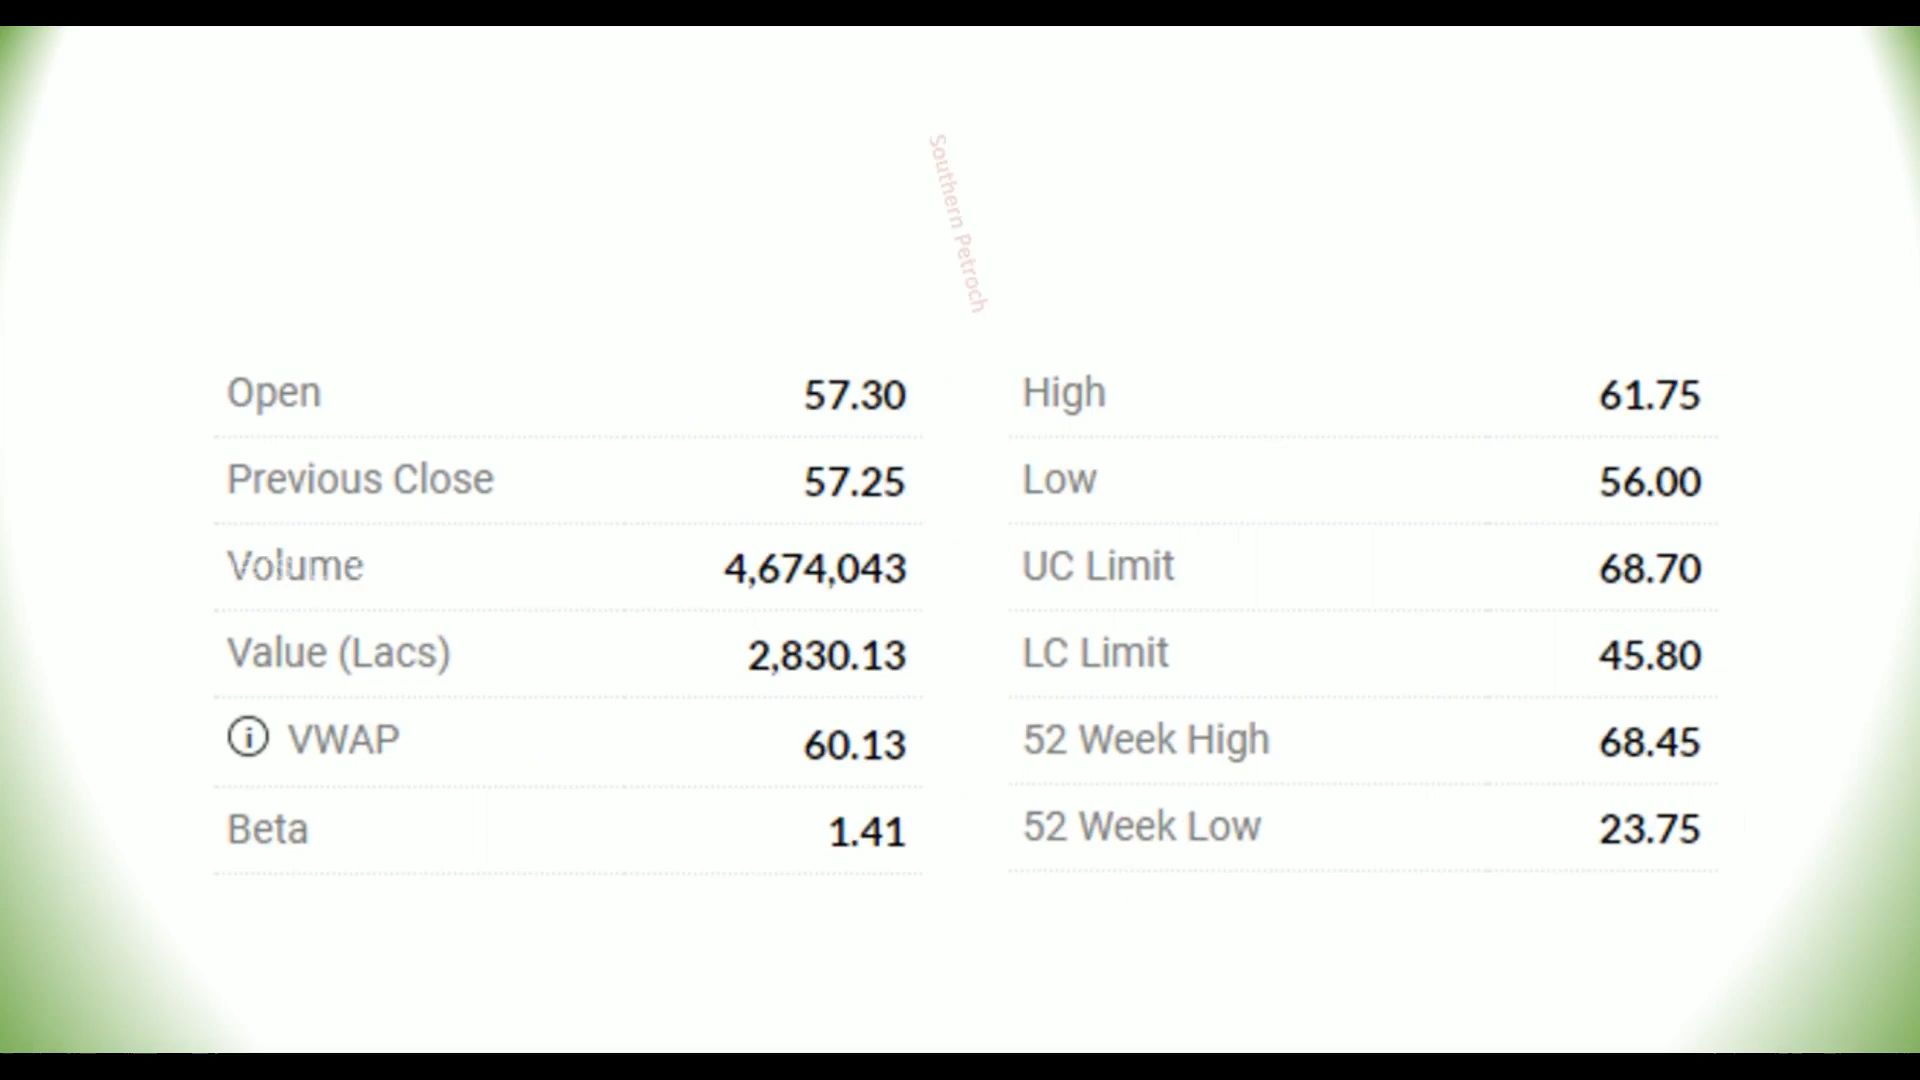 Southern Petroch
Open 57.30
High 61.75
Previous Close 57.25
Low 56.00
Volume 4,674,043
UC Limit 68.70
Value (Lacs) 2,830.13
LC Limit 45.80
VWAP 60.13
52 Week High 68.45
Beta 1.41
52 Week Low 23.75